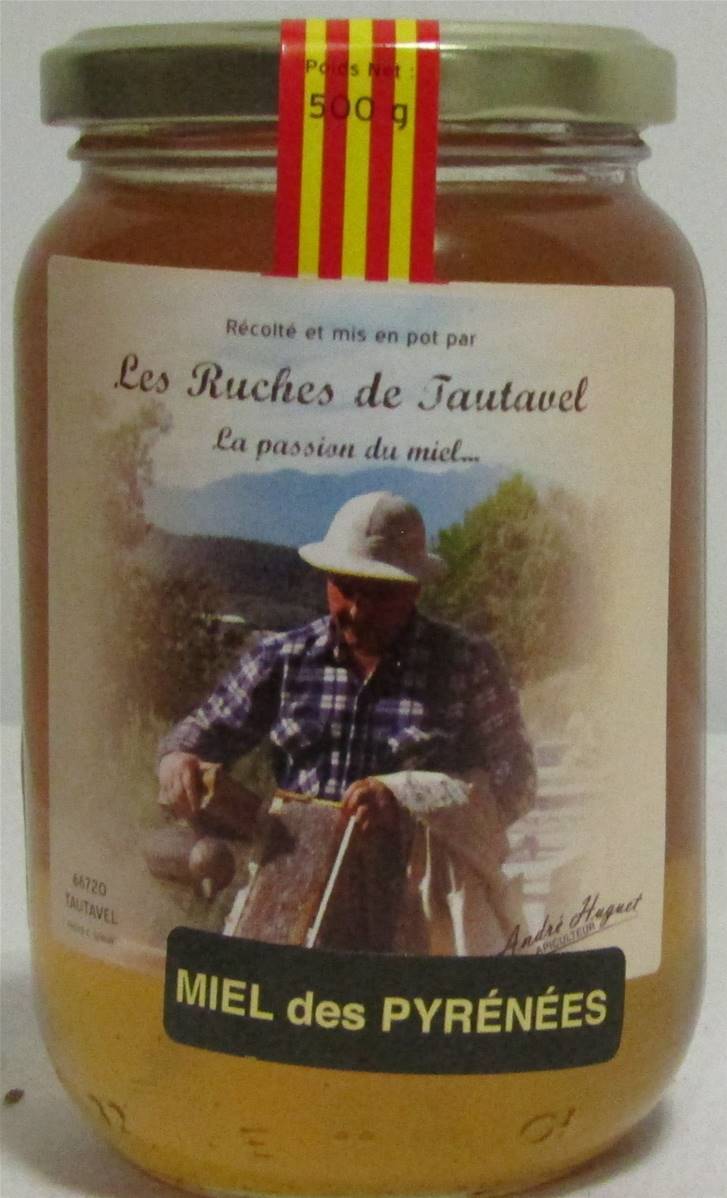 Poids Net :
500 g
Récolté et mis en pot par
Les Ruches de Tautavel
La passion du miel...
66720
TAUTAVEL
André Huguet
APICULTEUR
MIEL des PYRÉNÉES